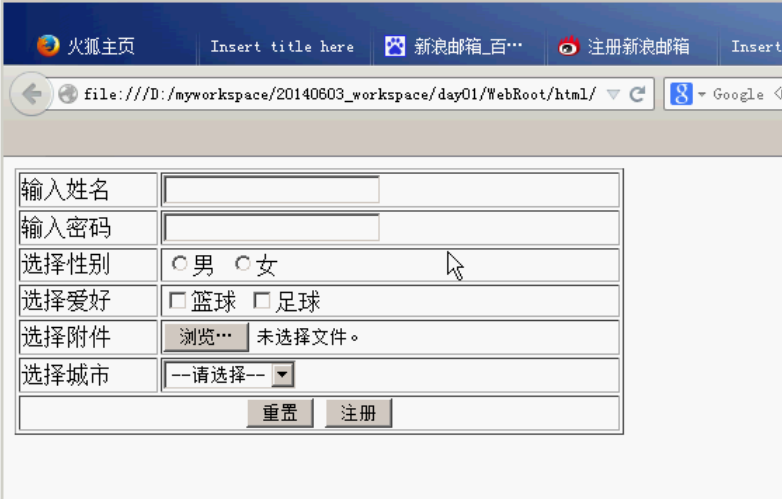 火狐主页 Insert title here 新浪邮箱_百… 注册新浪邮箱 Insert
file:///D:/myworkspace/20140603_workspace/day01/WebRoot/html/ 8 Google
输入姓名
输入密码
选择性别 男 女
选择爱好 篮球 足球
选择附件 浏览… 未选择文件。
选择城市 --请选择--
重置 注册